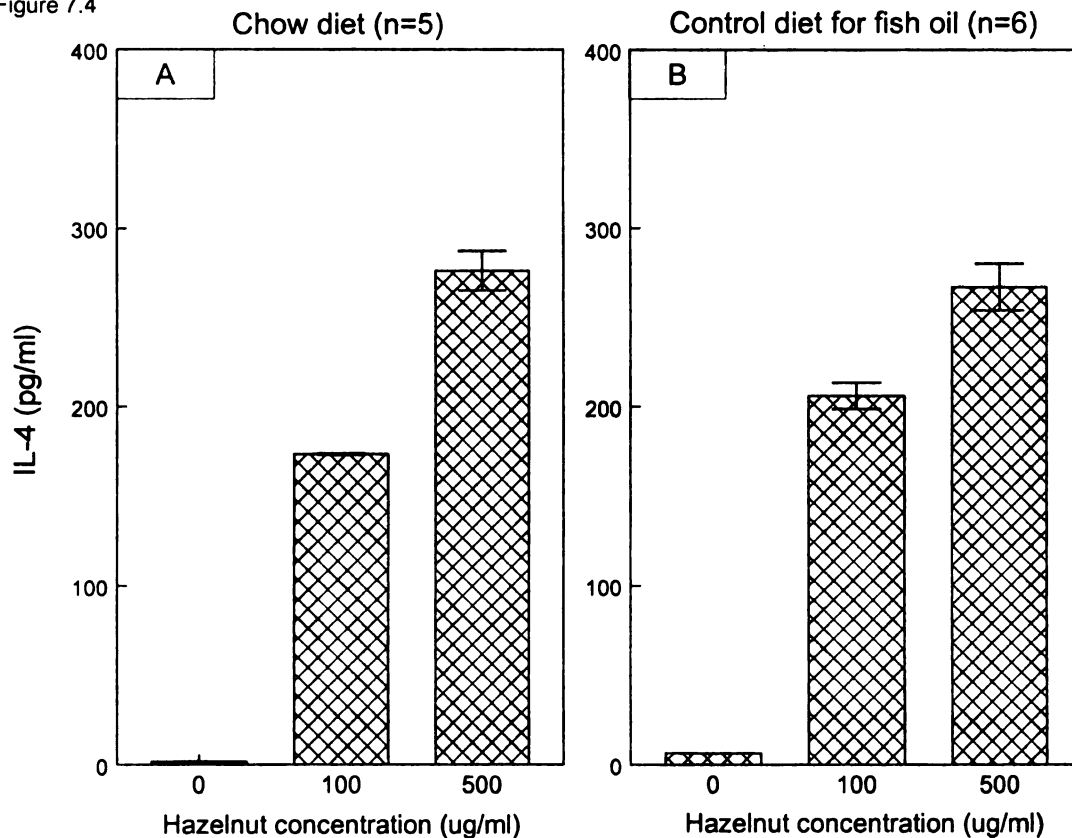 Figure 7.4
Chow diet (n=5)
A
400
300
200
100
0
IL-4 (pg/ml)
0 100 500
Hazelnut concentration (ug/ml)
Control diet for fish oil (n=6)
B
400
300
200
100
0
0 100 500
Hazelnut concentration (ug/ml)